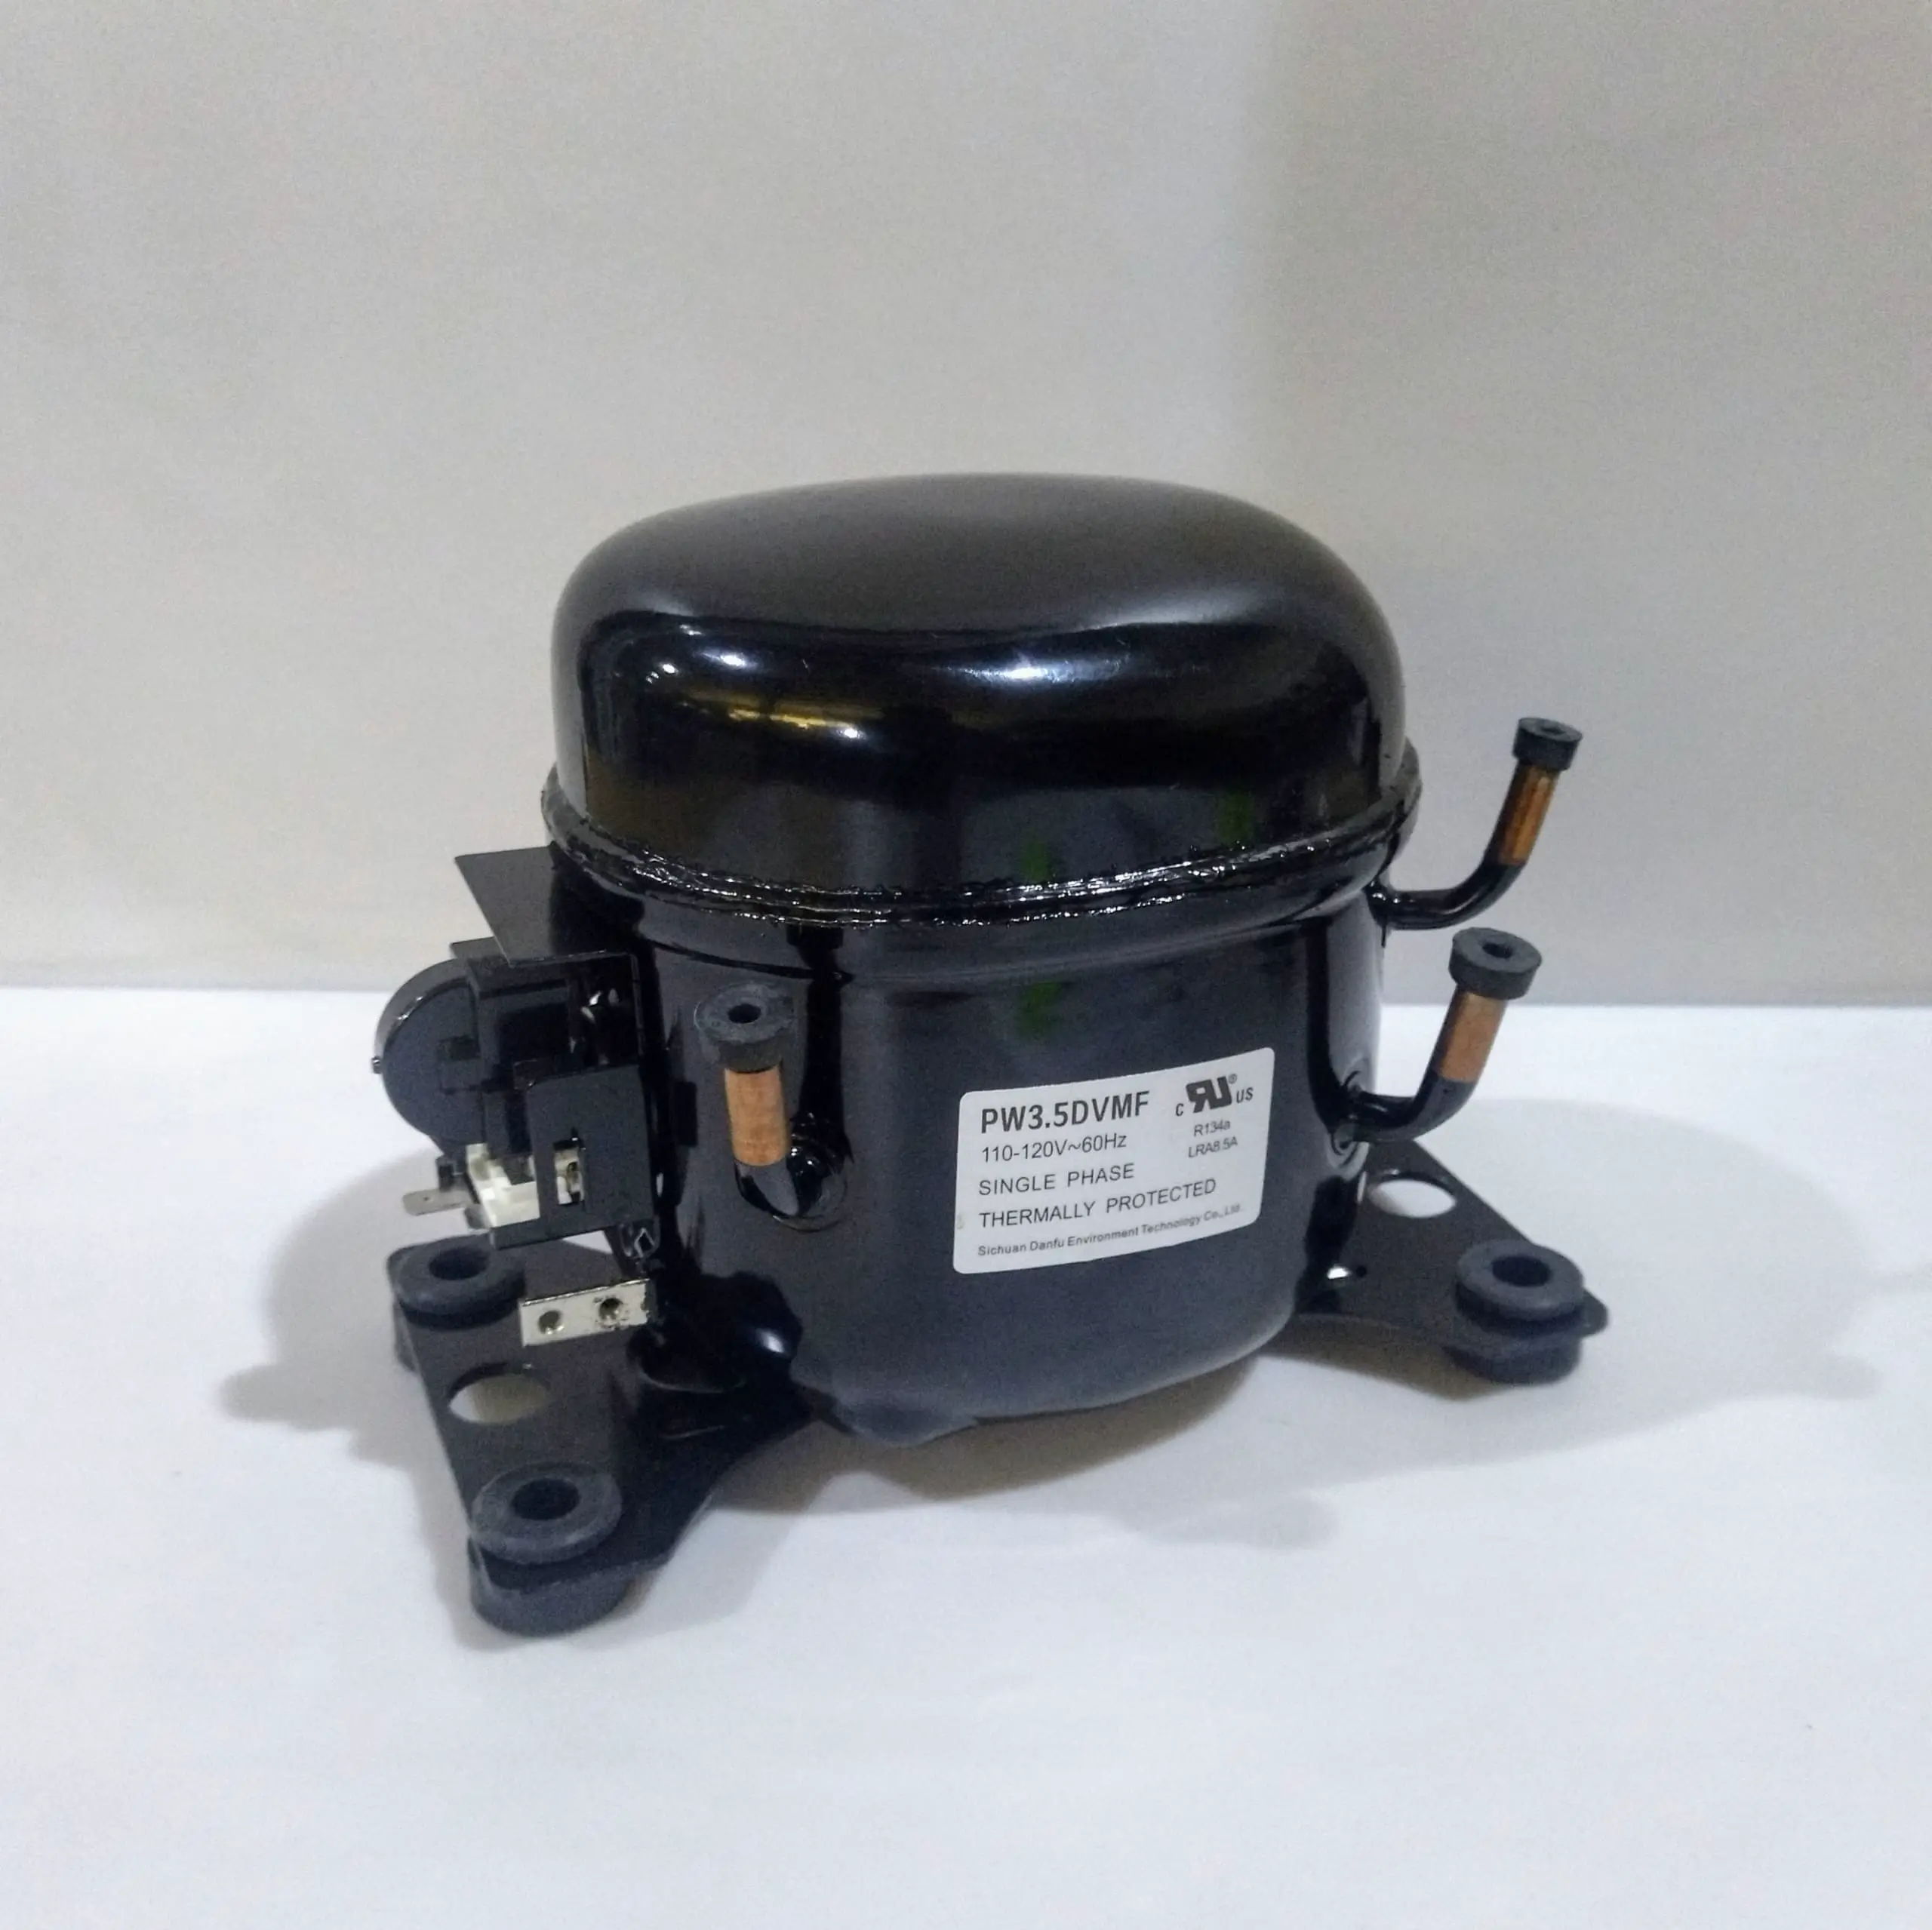 PW3.5DVMF
c RU® US
110-120V~60Hz
R134a
LRA8.5A
SINGLE PHASE
THERMALLY PROTECTED
Sichuan Danfu Environment Technology Co., Ltd.